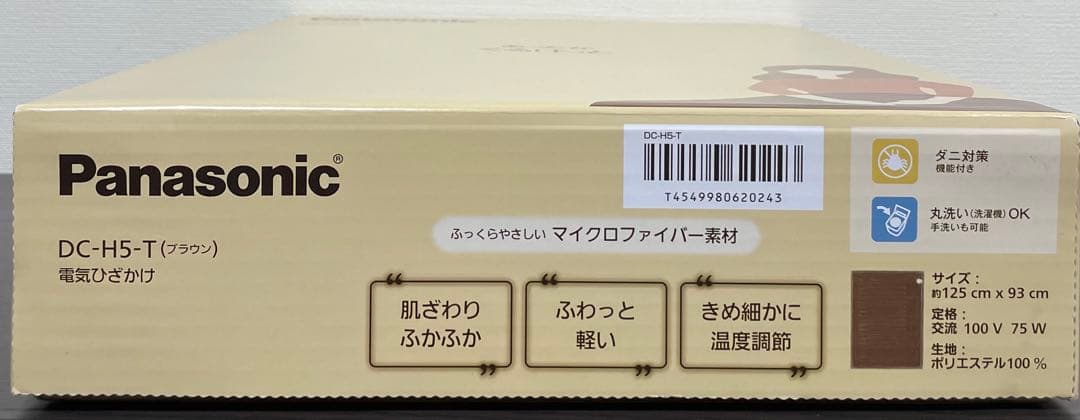 Panasonic
Panasonic®
DC-H5-T(ブラウン)
電気ひざかけ
DC-H5-T
T4549980620243
ダニ対策
機能付き
丸洗い(洗濯機)OK
手洗いも可能
ふっくらやさしい マイクロファイバー素材
“肌ざわり
ふかふか”
“ふわっと
軽い”
“きめ細かに
温度調節”
サイズ:
約125 cm x 93 cm
定格:
交流 100 V 75 W
生地:
ポリエステル100 %